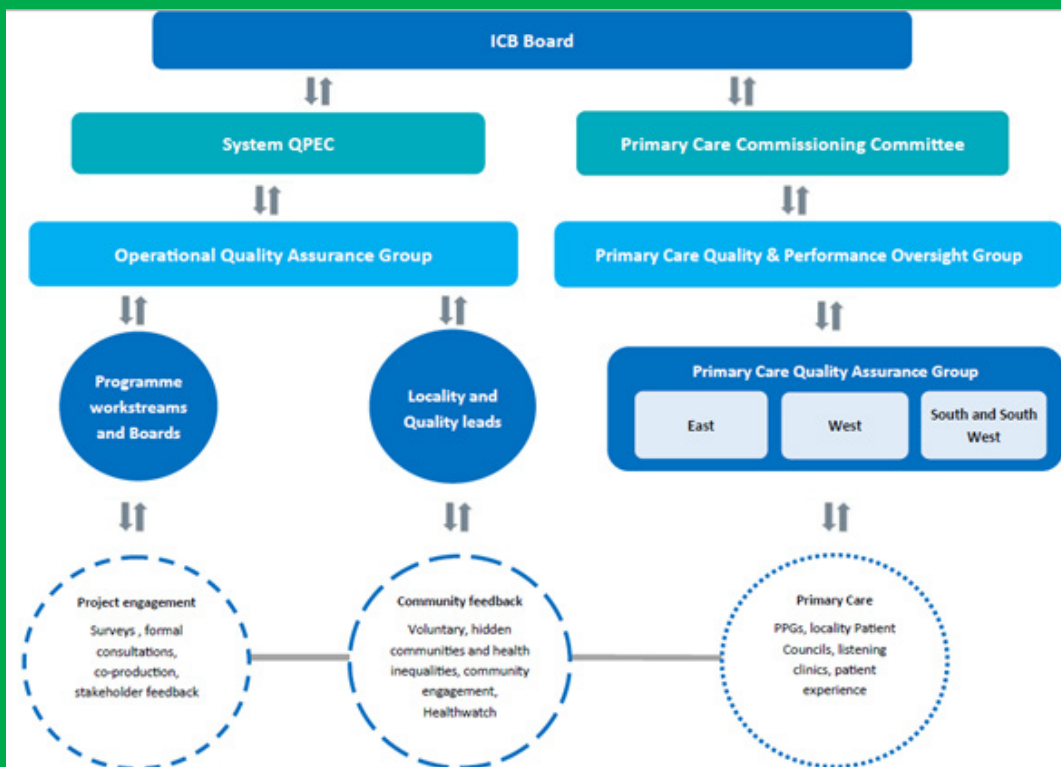 ICB Board
System QPEC
Primary Care Commissioning Committee
Operational Quality Assurance Group
Primary Care Quality & Performance Oversight Group
Programme
workstreams
and Boards
Locality and
Quality leads
Primary Care Quality Assurance Group
East
West
South and South
West
Project engagement
Surveys , formal
consultations,
co-production,
stakeholder feedback
Community feedback
Voluntary, hidden
communities and health
inequalities, community
engagement,
Healthwatch
Primary Care
PPGs, locality Patient
Councils, listening
clinics, patient
experience